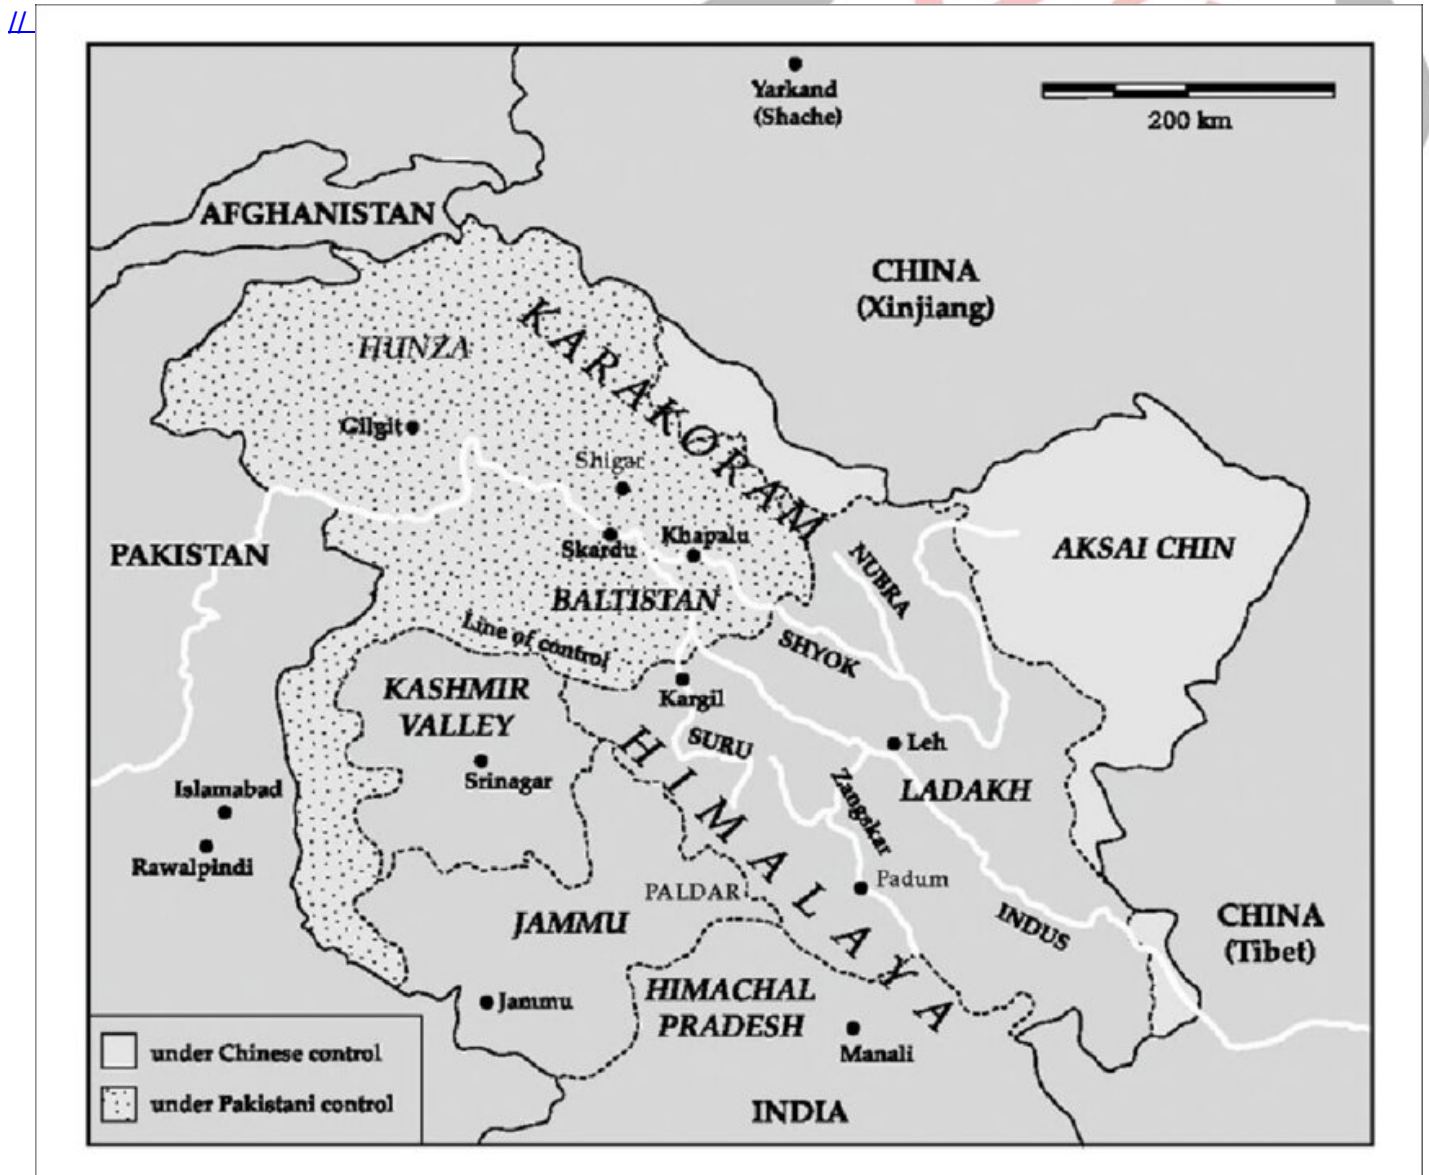 //
Yarkand
(Shache)
200 km
AFGHANISTAN
CHINA
(Xinjiang)
KARAKORAM
HUNZA
Gilgit
Shigar
Skardu
Khapalu
PAKISTAN
AKSAI CHIN
NUBRA
BALTISTAN
Line of control
SHYOK
KASHMIR
VALLEY
Kargil
SURU
HIMALAYA
Leh
Srinagar
LADAKH
Islamabad
Zangskar
Rawalpindi
Padum
PALDAR
JAMMU
INDUS
CHINA
(Tibet)
Jammu
HIMACHAL
PRADESH
Manali
under Chinese control
under Pakistani control
INDIA